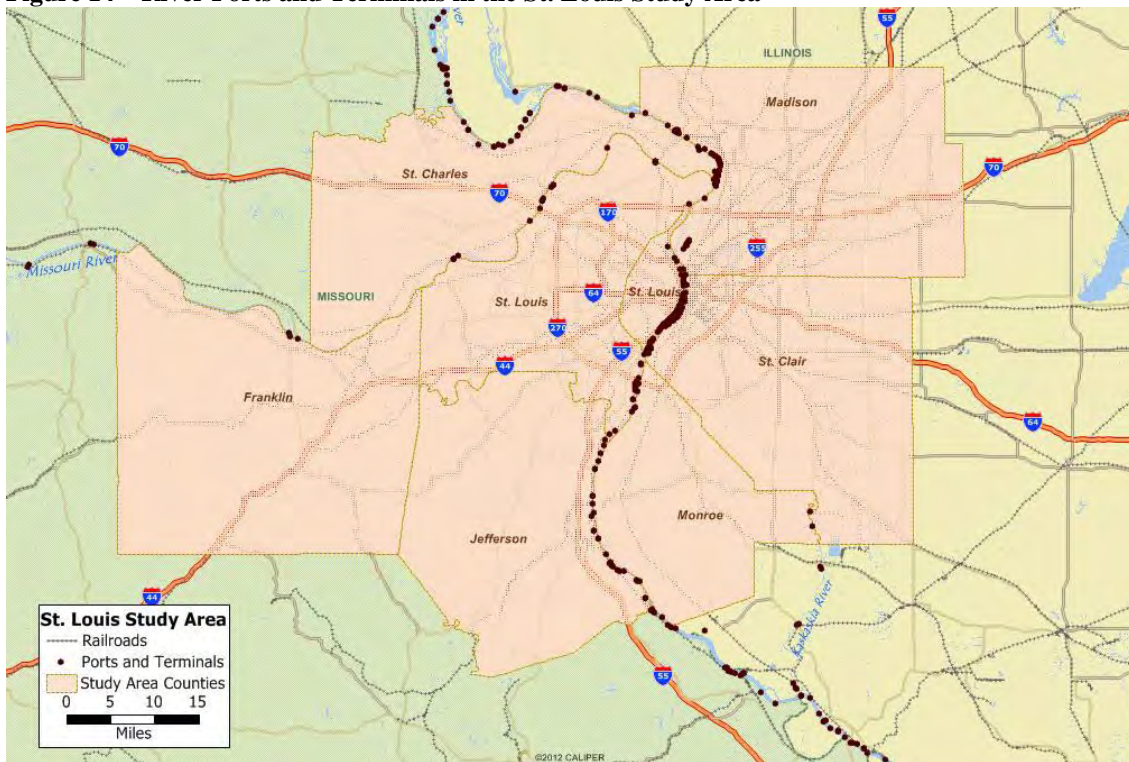 Figure 14 River Ports and Terminals in the St. Louis Study Area
River
55
ILLINOIS
Madison
70
70
St. Charles
70
170
255
Missouri River
MISSOURI
St. Louis
64
St. Louis
270
55
44
St. Clair
Franklin
64
Monroe
Jefferson
44
Kaskaskia River
55
St. Louis Study Area
Railroads
Ports and Terminals
Study Area Counties
0 5 10 15
Miles
©2012 CALIPER